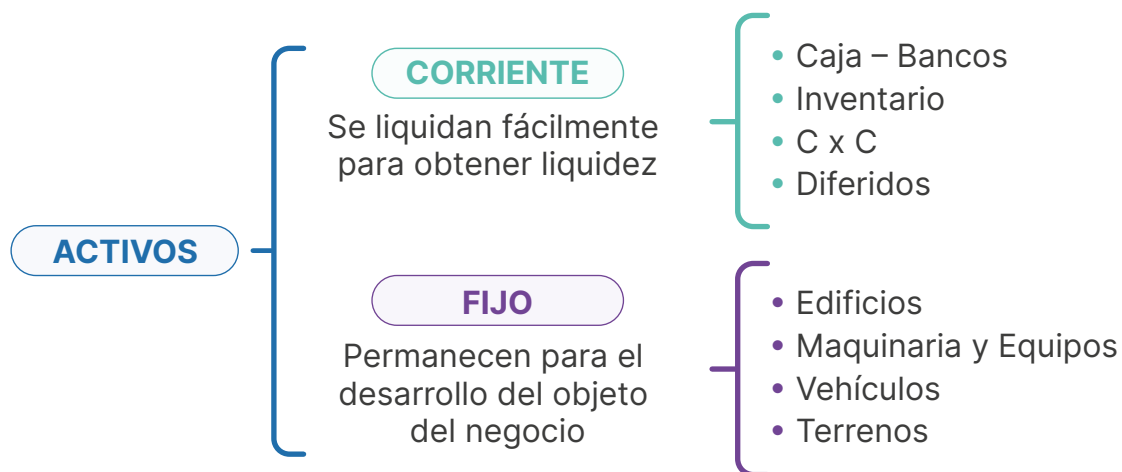 ACTIVOS
CORRIENTE
Se liquidan fácilmente
para obtener liquidez
• Caja – Bancos
• Inventario
• C x C
• Diferidos
FIJO
Permanecen para el
desarrollo del objeto
del negocio
• Edificios
• Maquinaria y Equipos
• Vehículos
• Terrenos